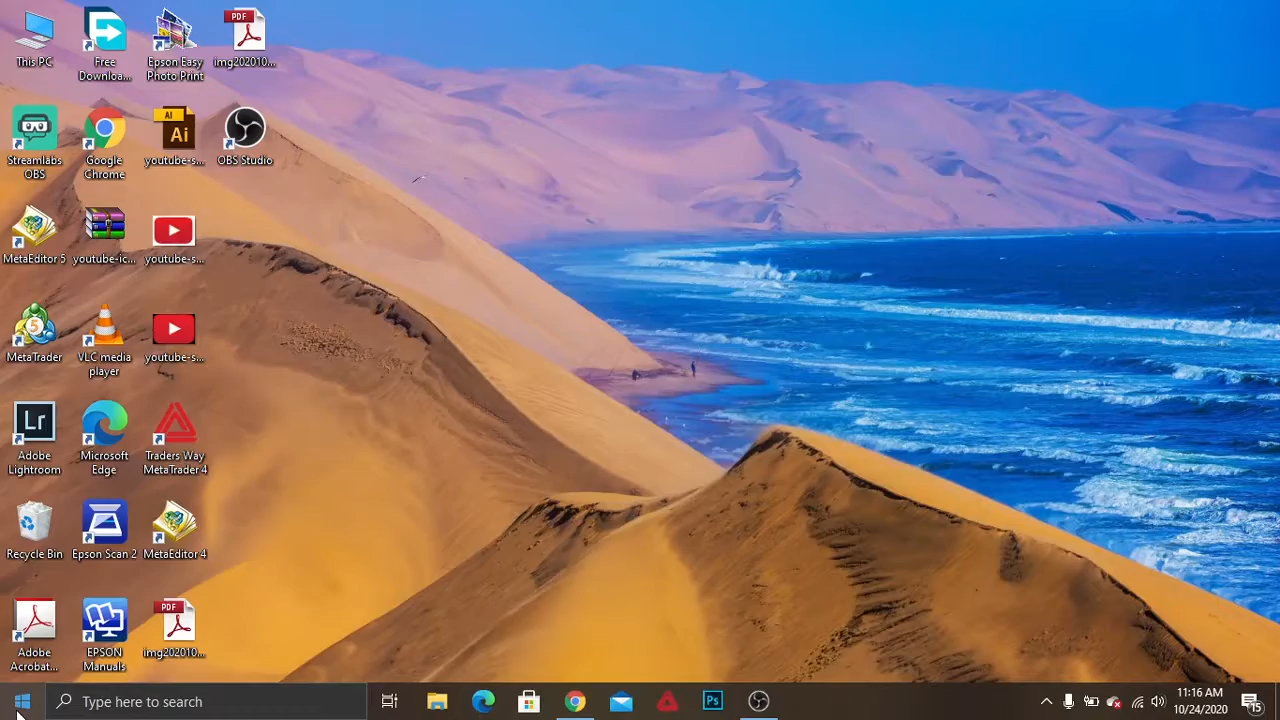 This PC
Free
Downloa...
Epson Easy
Photo Print
PDF
img202010...
Streamlabs
OBS
Google
Chrome
AI
Ai
youtube-s...
OBS Studio
MetaEditor 5
youtube-ic...
youtube-s...
5
MetaTrader
VLC media
player
youtube-s...
Lr
Adobe
Lightroom
Microsoft
Edge
Traders Way
MetaTrader 4
Recycle Bin
Epson Scan 2
MetaEditor 4
Adobe
Acrobat...
EPSON
Manuals
PDF
img202010...
Type here to search
Ps
11:16 AM
10/24/2020
15